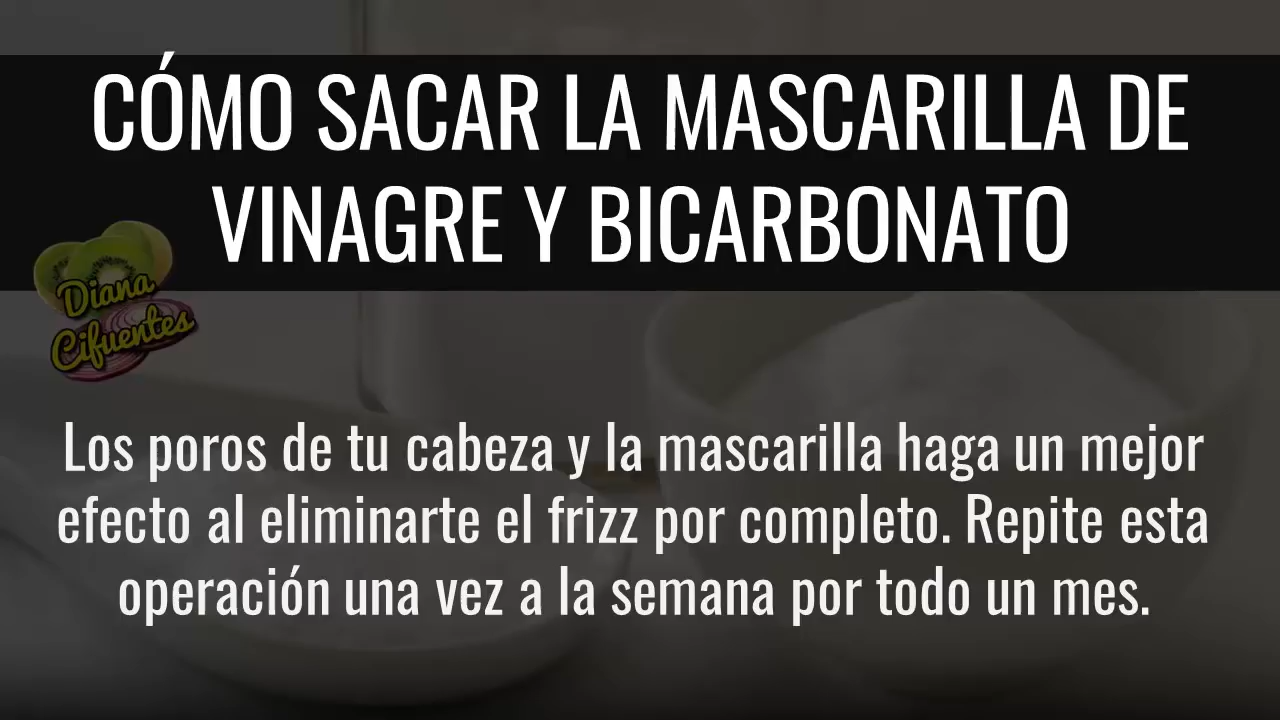 CÓMO SACAR LA MASCARILLA DE
VINAGRE Y BICARBONATO
Diana
Cifuentes
Los poros de tu cabeza y la mascarilla haga un mejor
efecto al eliminarte el frizz por completo. Repite esta
operación una vez a la semana por todo un mes.